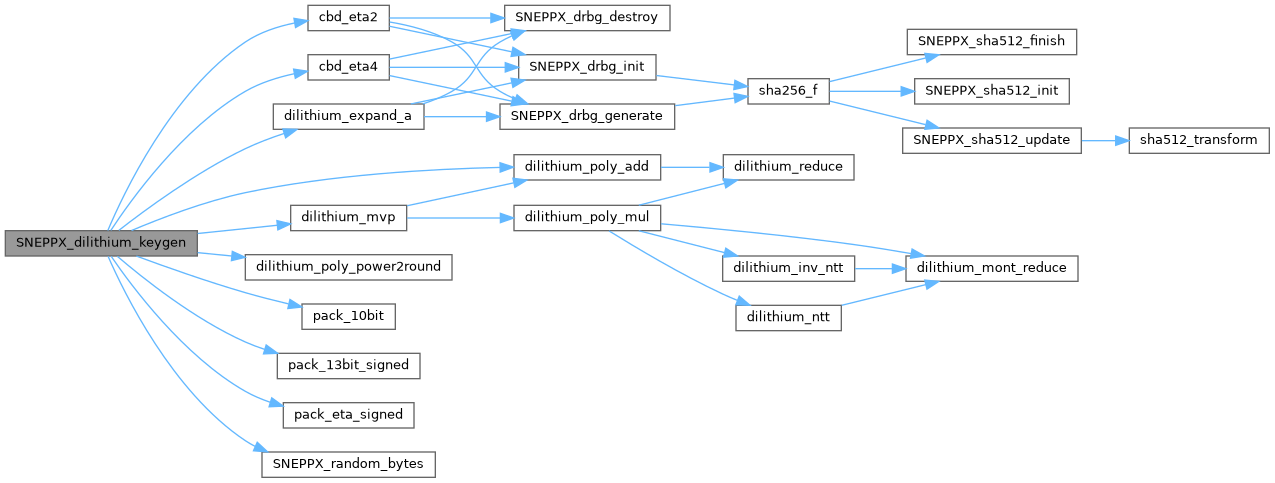 SNEPPX_dilithium_keygen
cbd_eta2
cbd_eta4
dilithium_expand_a
dilithium_mvp
dilithium_poly_power2round
pack_10bit
pack_13bit_signed
pack_eta_signed
SNEPPX_random_bytes
SNEPPX_drbg_destroy
SNEPPX_drbg_init
SNEPPX_drbg_generate
dilithium_poly_add
dilithium_poly_mul
sha256_f
dilithium_reduce
dilithium_inv_ntt
dilithium_ntt
SNEPPX_sha512_finish
SNEPPX_sha512_init
SNEPPX_sha512_update
dilithium_mont_reduce
sha512_transform